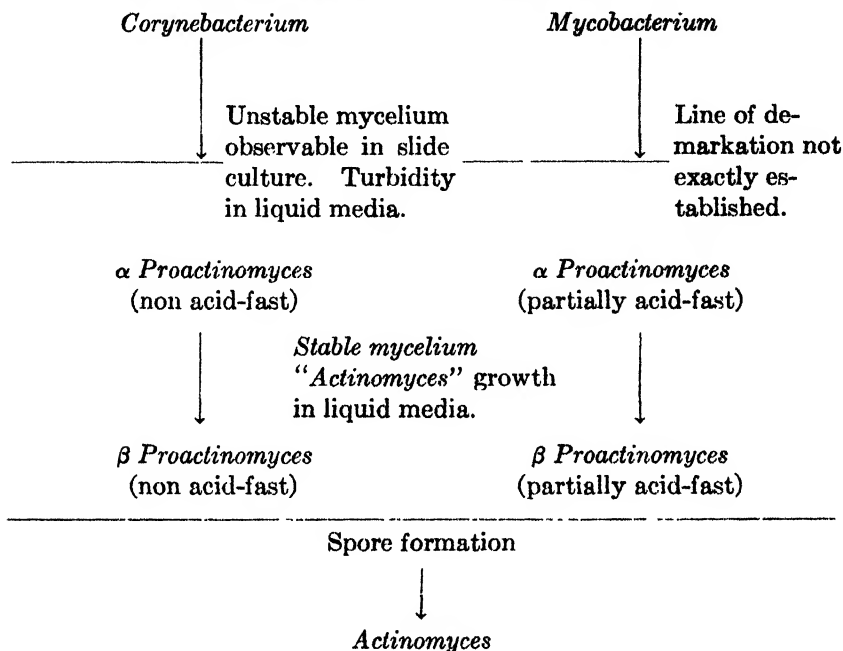 Corynebacterium
Mycobacterium
Unstable mycelium
observable in slide
culture. Turbidity
in liquid media.
Line of de-
markation not
exactly es-
tablished.
α Proactinomyces
(non acid-fast)
α Proactinomyces
(partially acid-fast)
Stable mycelium
“Actinomyces” growth
in liquid media.
β Proactinomyces
(non acid-fast)
β Proactinomyces
(partially acid-fast)
Spore formation
Actinomyces